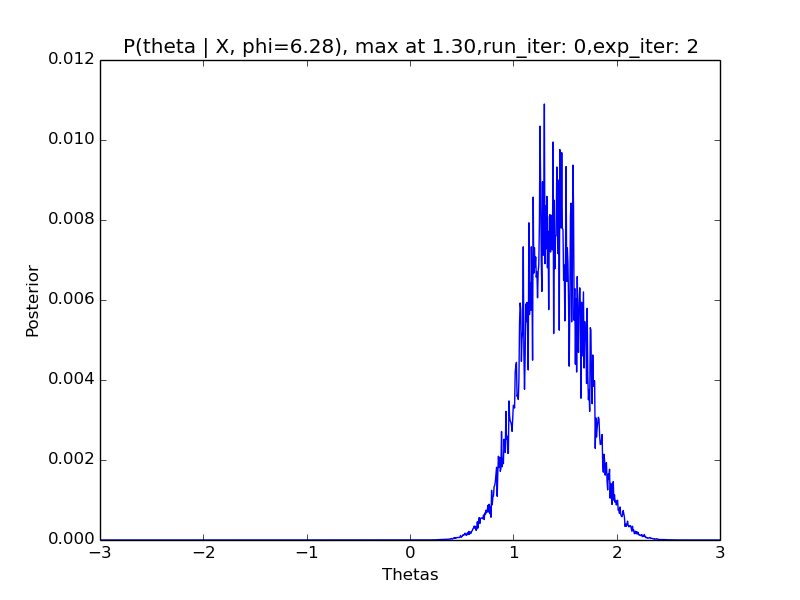 P(theta | X, phi=6.28), max at 1.30,run_iter: 0,exp_iter: 2
0.012
0.010
0.008
0.006
0.004
0.002
0.000
Posterior
−3 −2 −1 0 1 2 3
Thetas